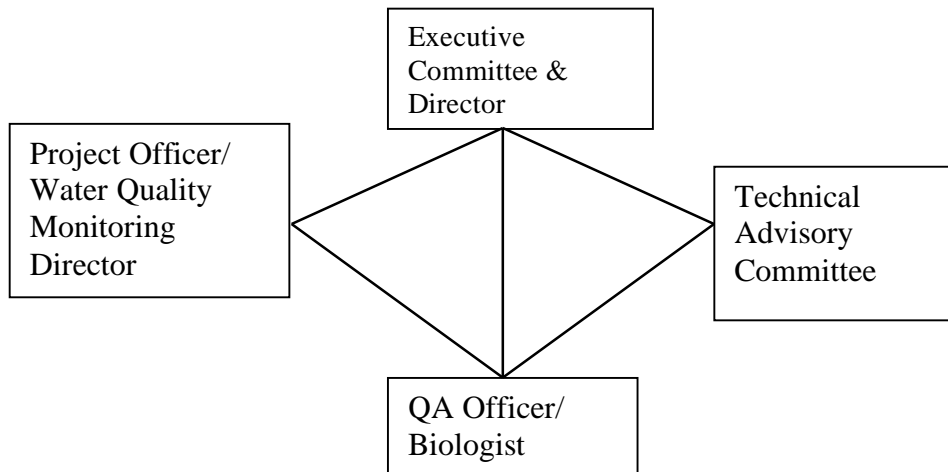 Executive
Committee &
Director
Project Officer/
Water Quality
Monitoring
Director
Technical
Advisory
Committee
QA Officer/
Biologist